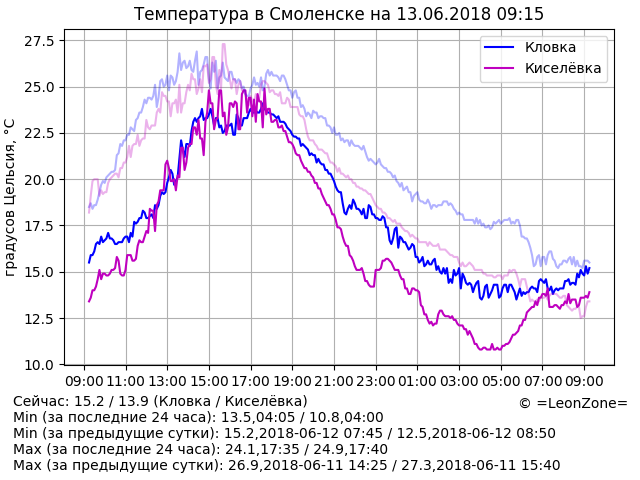 Температура в Смоленске на 13.06.2018 09:15
27.5
25.0
22.5
20.0
17.5
15.0
12.5
10.0
градусов Цельсия, °C
Кловка
Киселёвка
09:00 11:00 13:00 15:00 17:00 19:00 21:00 23:00 01:00 03:00 05:00 07:00 09:00
Сейчас: 15.2 / 13.9 (Кловка / Киселёвка)
© =LeonZone=
Min (за последние 24 часа): 13.5,04:05 / 10.8,04:00
Min (за предыдущие сутки): 15.2,2018-06-12 07:45 / 12.5,2018-06-12 08:50
Max (за последние 24 часа): 24.1,17:35 / 24.9,17:40
Max (за предыдущие сутки): 26.9,2018-06-11 14:25 / 27.3,2018-06-11 15:40